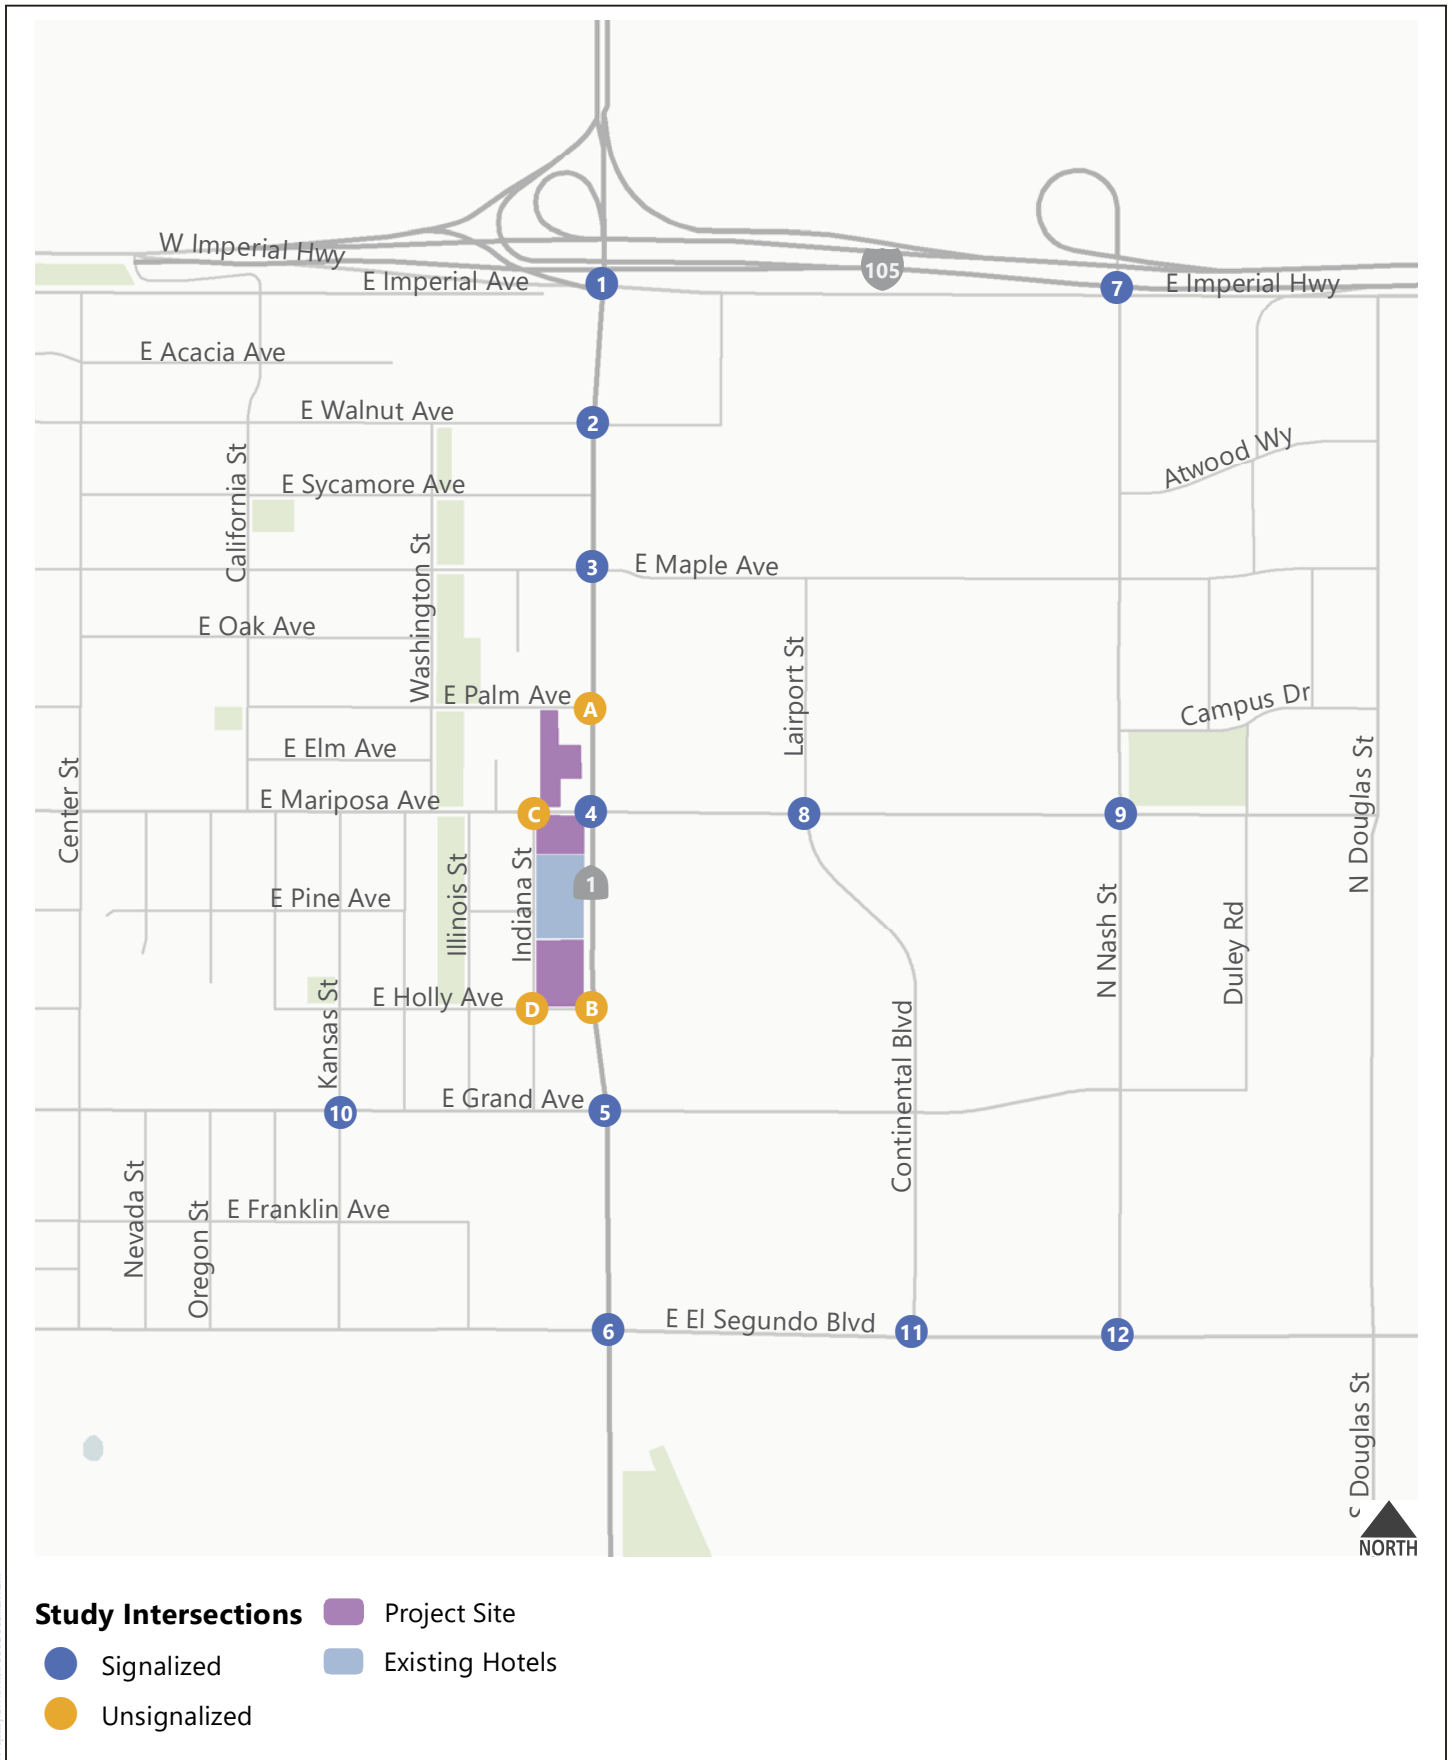 W Imperial Hwy
105
E Imperial Ave
1
7
E Imperial Hwy
E Acacia Ave
E Walnut Ave
2
California St
Atwood Wy
E Sycamore Ave
Washington St
3
E Maple Ave
E Oak Ave
Lairport St
E Palm Ave
A
Campus Dr
E Elm Ave
Center St
N Douglas St
E Mariposa Ave
C
4
8
9
Illinois St
Indiana St
1
E Pine Ave
N Nash St
Duley Rd
Kansas St
E Holly Ave
D
B
Continental Blvd
E Grand Ave
10
5
Nevada St
Oregon St
E Franklin Ave
6
E El Segundo Blvd
11
12
S Douglas St
NORTH
Study Intersections
Project Site
Signalized
Existing Hotels
Unsignalized